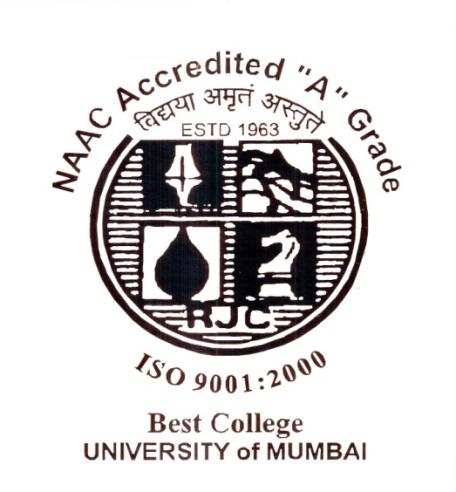 NAAC Accredited "A" Grade
विद्यया अमृतं अस्तुते
ESTD 1963
RJC
ISO 9001:2000
Best College
UNIVERSITY of MUMBAI